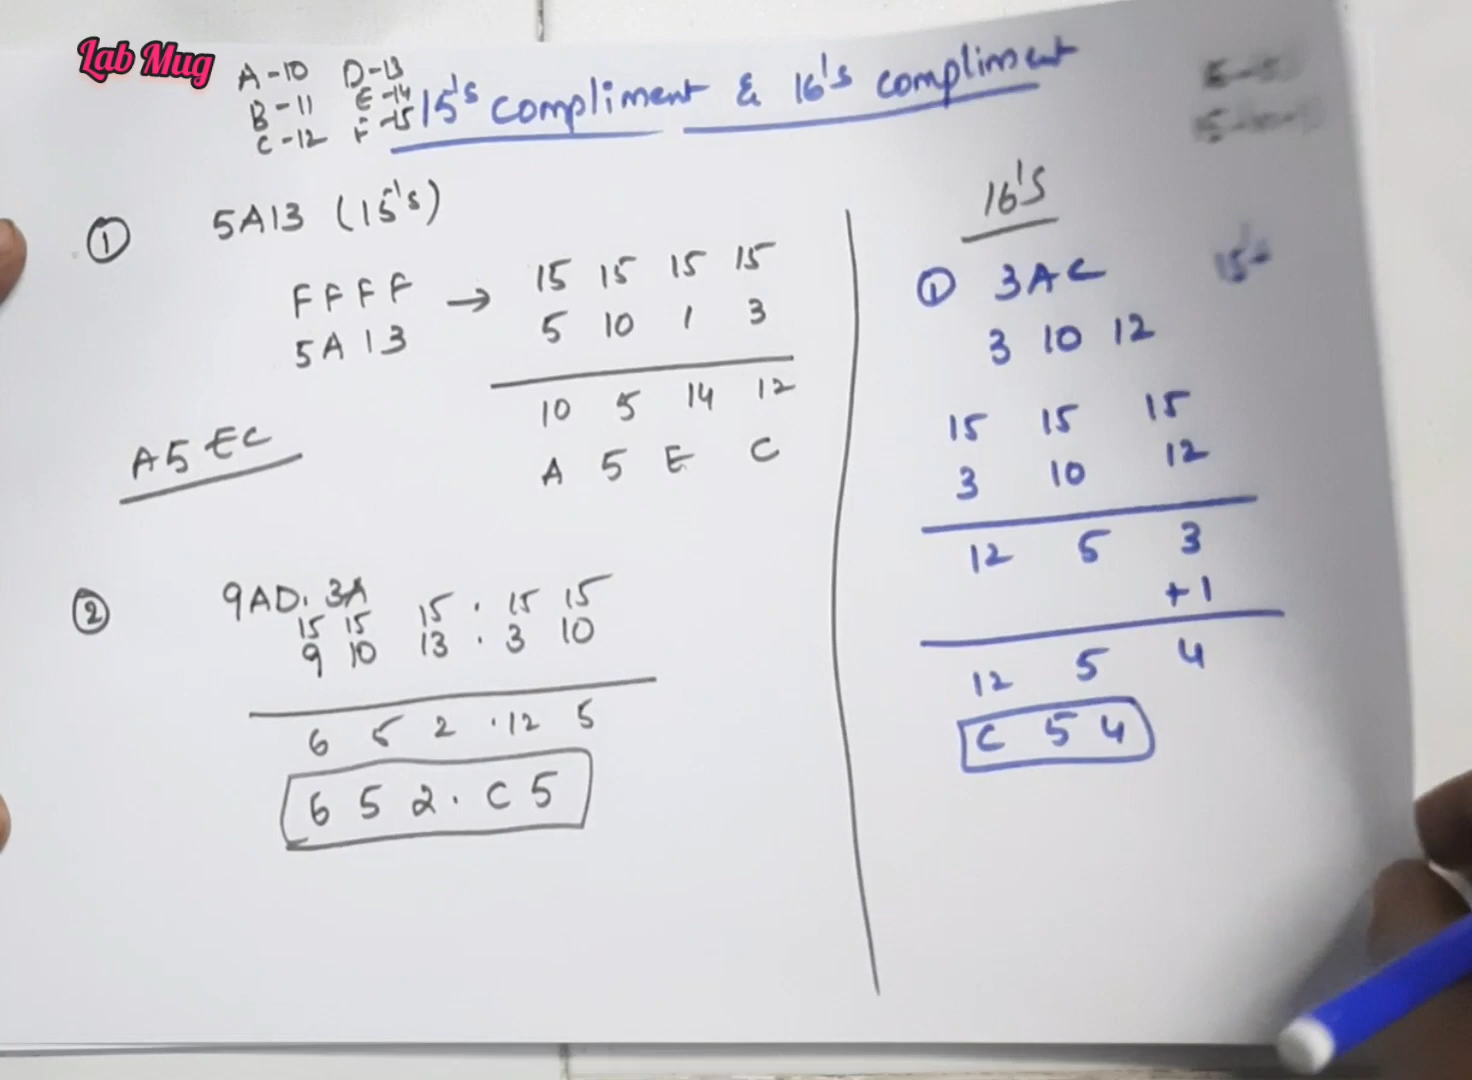 Lab Mug
A-10 D-13
B-11 E-14
C-12 F-15
15's compliment & 16's compliment
① 5A13 (15's)
FFFF → 15 15 15 15
5A13 5 10 1 3
10 5 14 12
A5EC
A 5 E C
② 9AD. 3A
15 15 15 . 15 15
9 10 13 . 3 10
6 5 2 . 12 5
6 5 2 . C 5
16's
① 3AC
3 10 12
15 15 15
3 10 12
12 5 3
+1
12 5 4
C 5 4